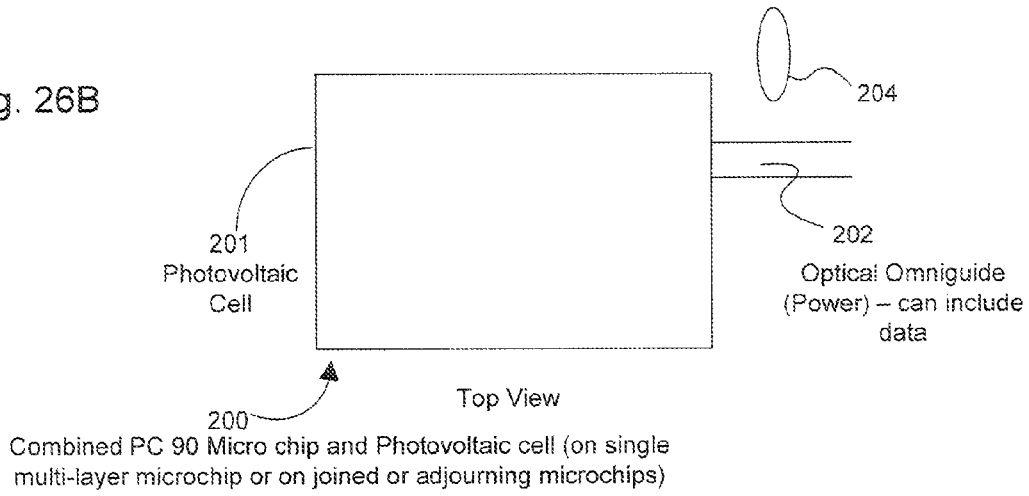 g. 26B
204
201
Photovoltaic
Cell
202
Optical Omniguide
(Power) – can include
data
Top View
200
Combined PC 90 Micro chip and Photovoltaic cell (on single
multi-layer microchip or on joined or adjourning microchips)